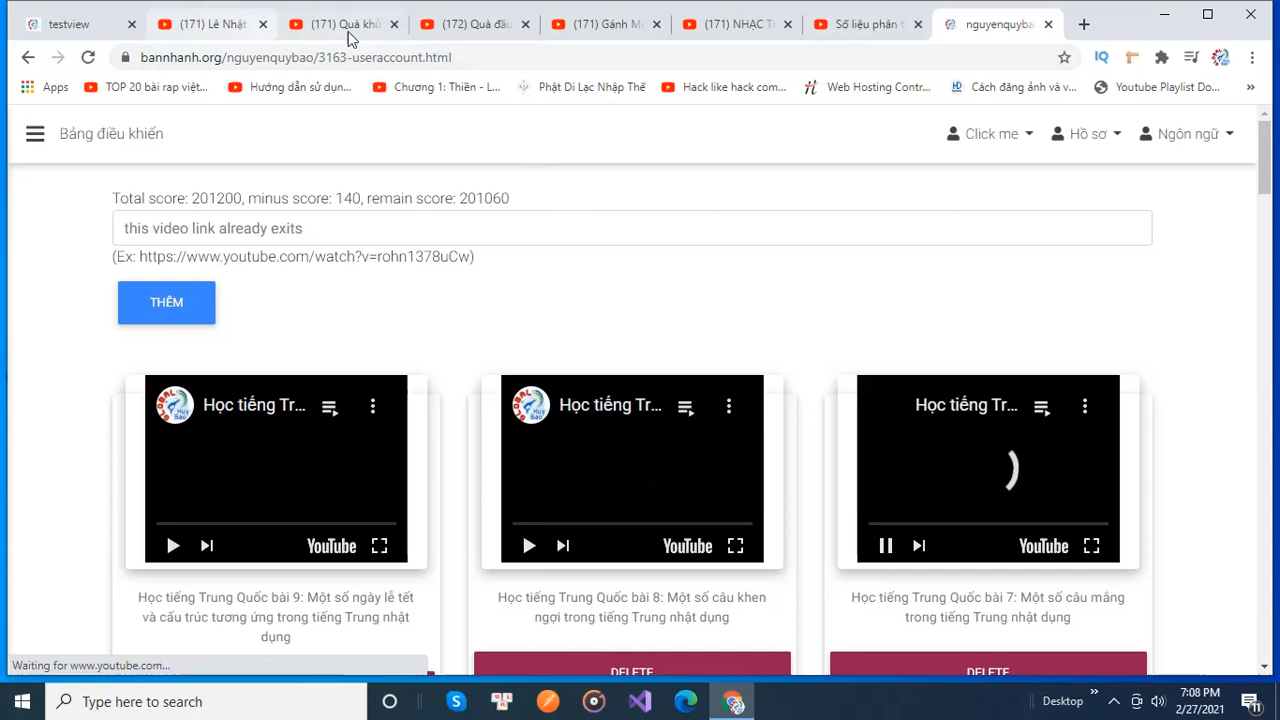 testview
(171) Lê Nhật
(171) Quà khứ
(172) Quà đầu
(171) Gánh Mẹ
(171) NHẠC T
Số liệu phân t
nguyenquybao
bannhanh.org/nguyenquybao/3163-useraccount.html
IQ
Apps
TOP 20 bài rap việt...
Hướng dẫn sử dụn...
Chương 1: Thiền - L...
Phật Di Lạc Nhập Thế
Hack like hack com...
Web Hosting Contr...
Cách đăng ảnh và v...
Youtube Playlist Do...
»
Bảng điều khiển
Click me
Hồ sơ
Ngôn ngữ
Total score: 201200, minus score: 140, remain score: 201060
this video link already exits
(Ex: https://www.youtube.com/watch?v=rohn1378uCw)
THÊM
Học tiếng Tr...
Học tiếng Tr...
Học tiếng Tr...
YouTube
YouTube
YouTube
Học tiếng Trung Quốc bài 9: Một số ngày lễ tết
và cấu trúc tương ứng trong tiếng Trung nhật
dụng
Học tiếng Trung Quốc bài 8: Một số câu khen
ngợi trong tiếng Trung nhật dụng
Học tiếng Trung Quốc bài 7: Một số câu mắng
trong tiếng Trung nhật dụng
DELETE
DELETE
Waiting for www.youtube.com...
Type here to search
Desktop
»
7:08 PM
2/27/2021
11